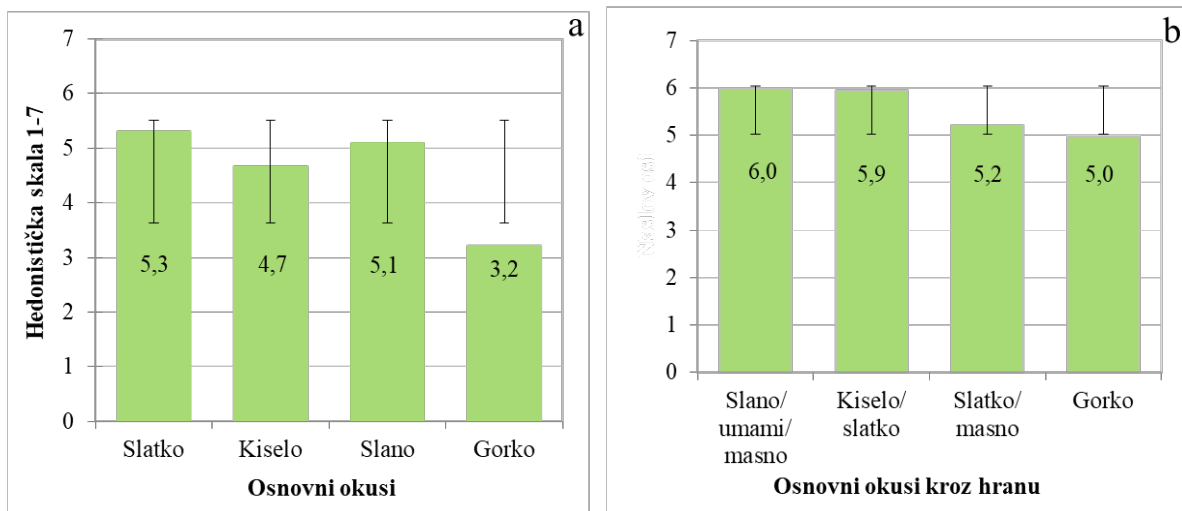 a
Hedonistička skala 1-7
7
6
5
4
3
2
1
0
5,3
4,7
5,1
3,2
Slatko
Kiselo
Slano
Gorko
Osnovni okusi
b
Naslov osi
7
6
5
4
3
2
1
0
6,0
5,9
5,2
5,0
Slano/
umami/
masno
Kiselo/
slatko
Slatko/
masno
Gorko
Osnovni okusi kroz hranu